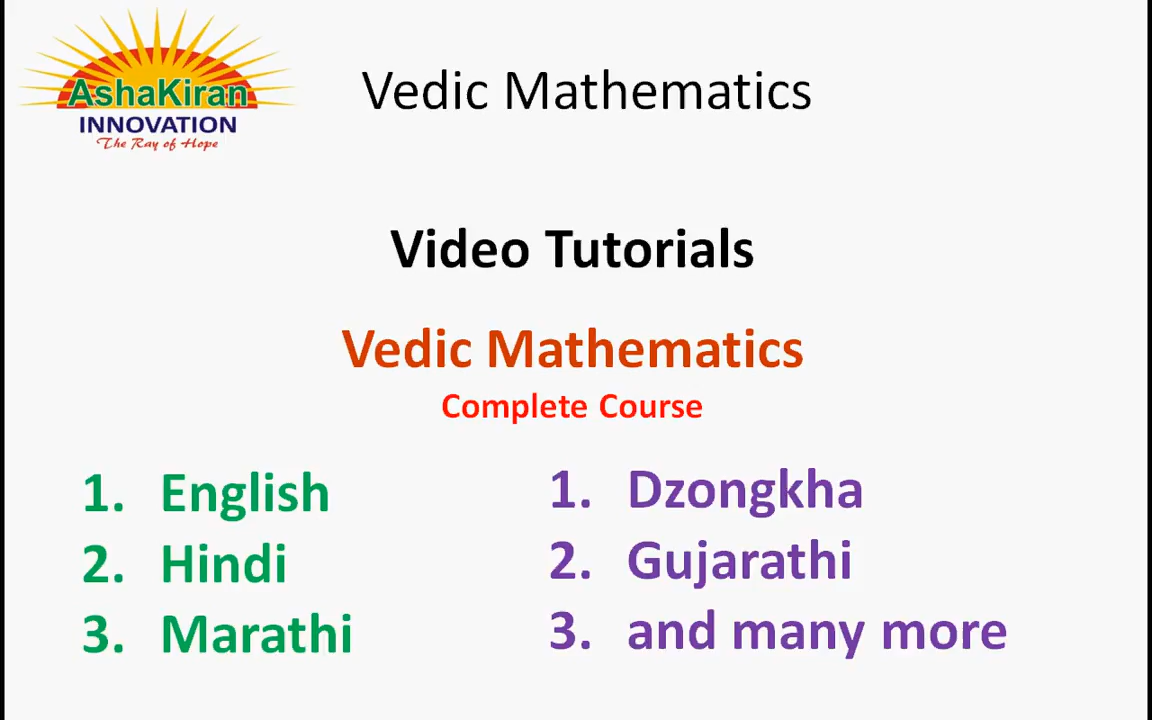 AshaKiran
INNOVATION
The Ray of Hope
Vedic Mathematics
Video Tutorials
Vedic Mathematics
Complete Course
1. English
2. Hindi
3. Marathi
1. Dzongkha
2. Gujarathi
3. and many more